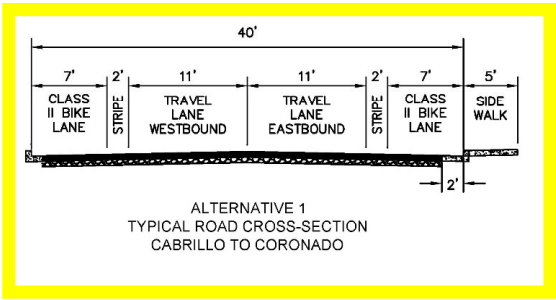 40'
7' 2' 11' 11' 2' 7' 5'
CLASS
II BIKE
LANE
STRIPE
TRAVEL
LANE
WESTBOUND
TRAVEL
LANE
EASTBOUND
STRIPE
CLASS
II BIKE
LANE
SIDE
WALK
2'
ALTERNATIVE 1
TYPICAL ROAD CROSS-SECTION
CABRILLO TO CORONADO